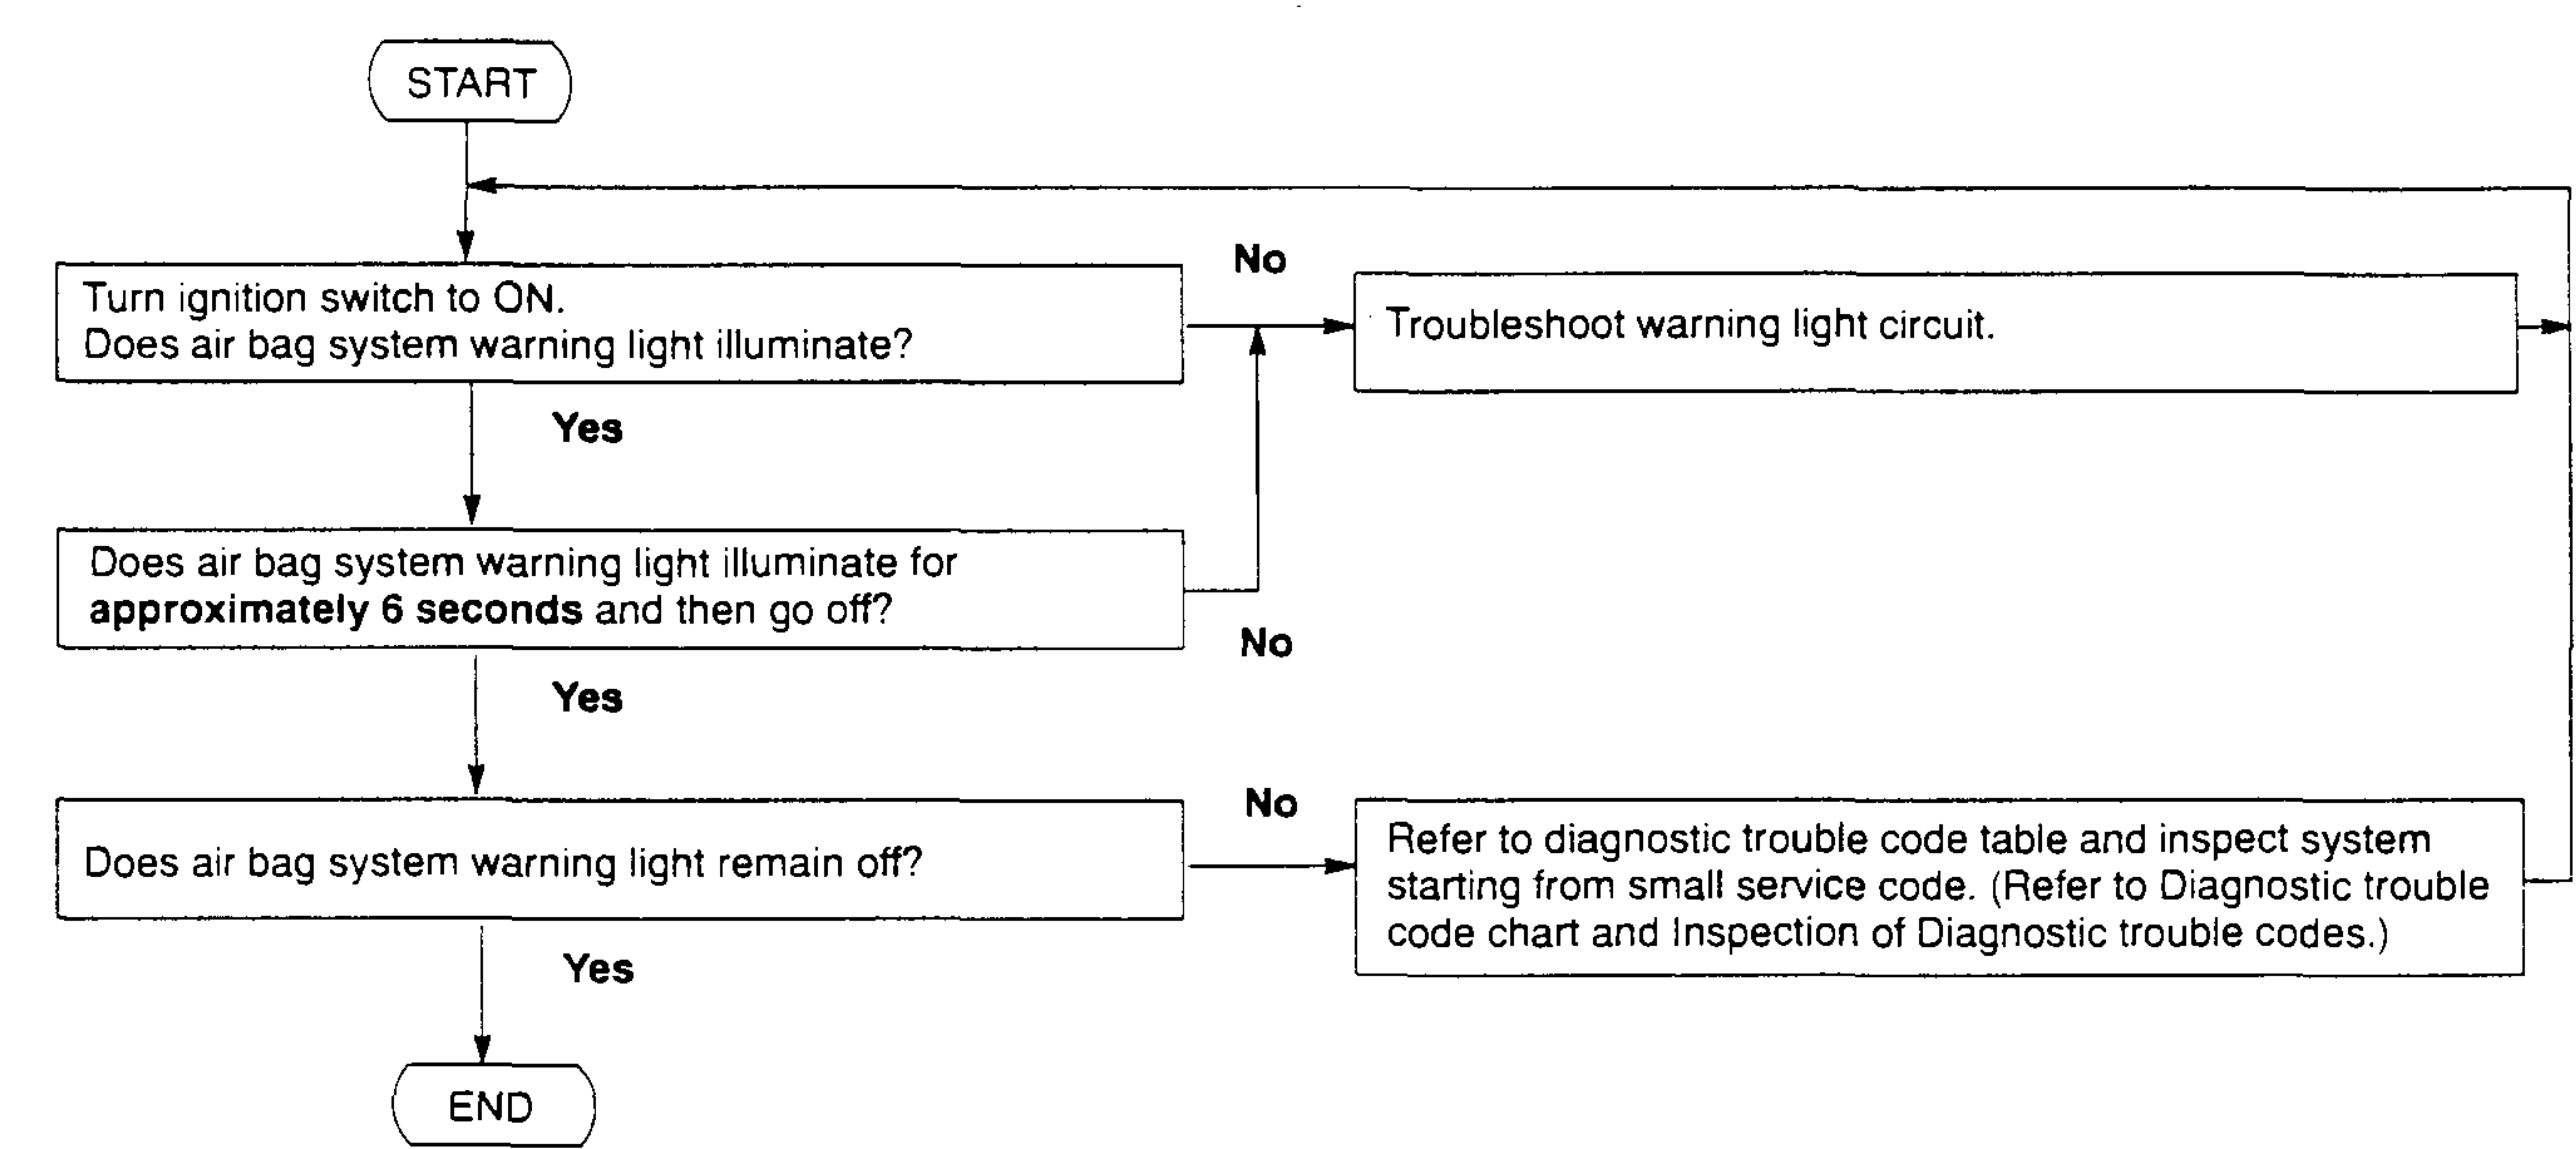 START
Turn ignition switch to ON.
Does air bag system warning light illuminate?
No
Troubleshoot warning light circuit.
Yes
Does air bag system warning light illuminate for
approximately 6 seconds and then go off?
No
Yes
Does air bag system warning light remain off?
No
Refer to diagnostic trouble code table and inspect system
starting from small service code. (Refer to Diagnostic trouble
code chart and Inspection of Diagnostic trouble codes.)
Yes
END